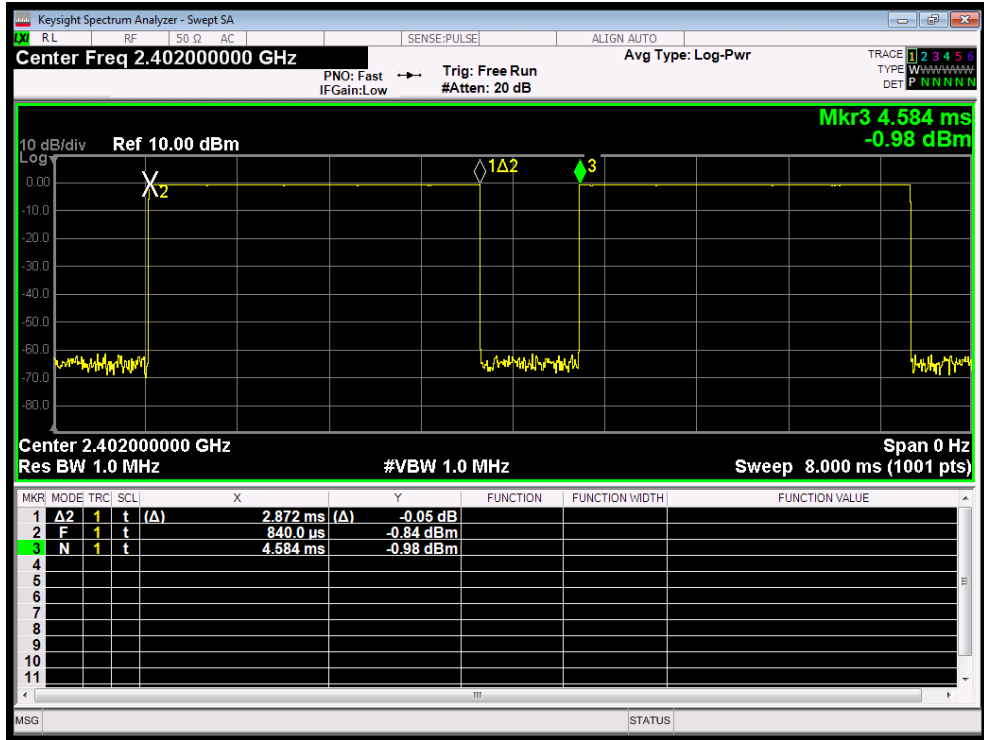 Keysight Spectrum Analyzer - Swept SA
RL RF 50 Ω AC SENSE:PULSE ALIGN AUTO
Center Freq 2.402000000 GHz
PNO: Fast
IFGain:Low
Trig: Free Run
#Atten: 20 dB
Avg Type: Log-Pwr
TRACE 1 2 3 4 5 6
TYPE WWWWWW
DET P N N N N N
Mkr3 4.584 ms
-0.98 dBm
10 dB/div Ref 10.00 dBm
Log
1Δ2
3
2
0.00
-10.0
-20.0
-30.0
-40.0
-50.0
-60.0
-70.0
-80.0
Center 2.402000000 GHz Span 0 Hz
Res BW 1.0 MHz #VBW 1.0 MHz Sweep 8.000 ms (1001 pts)
MKR MODE TRC SCL X Y FUNCTION FUNCTION WIDTH FUNCTION VALUE
1 Δ2 1 t (Δ) 2.872 ms (Δ) -0.05 dB
2 F 1 t 840.0 µs -0.84 dBm
3 N 1 t 4.584 ms -0.98 dBm
4
5
6
7
8
9
10
11
MSG STATUS